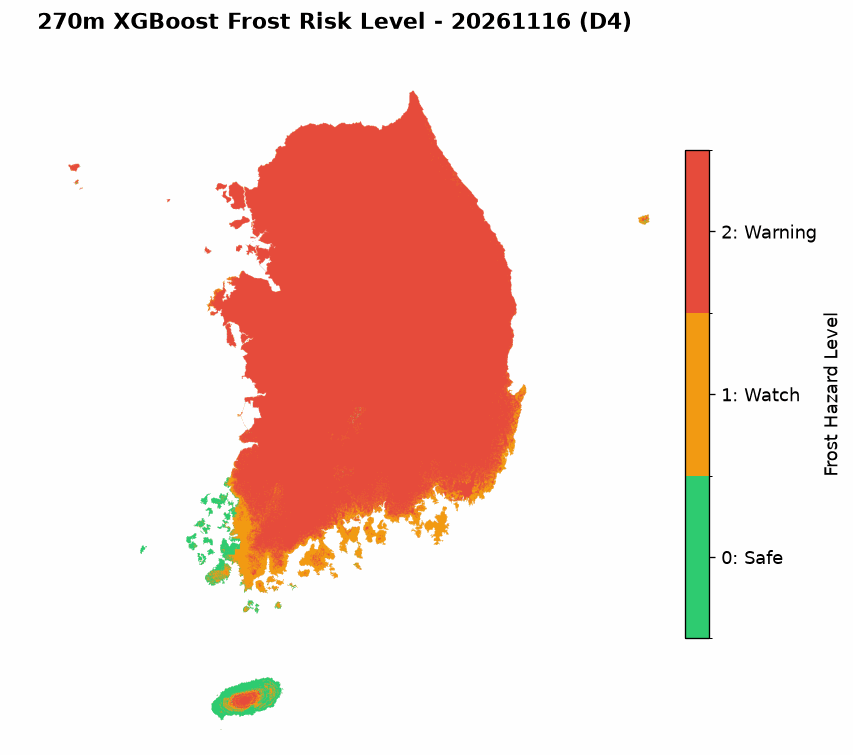 270m XGBoost Frost Risk Level - 20261116 (D4)
2: Warning
1: Watch
0: Safe
Frost Hazard Level